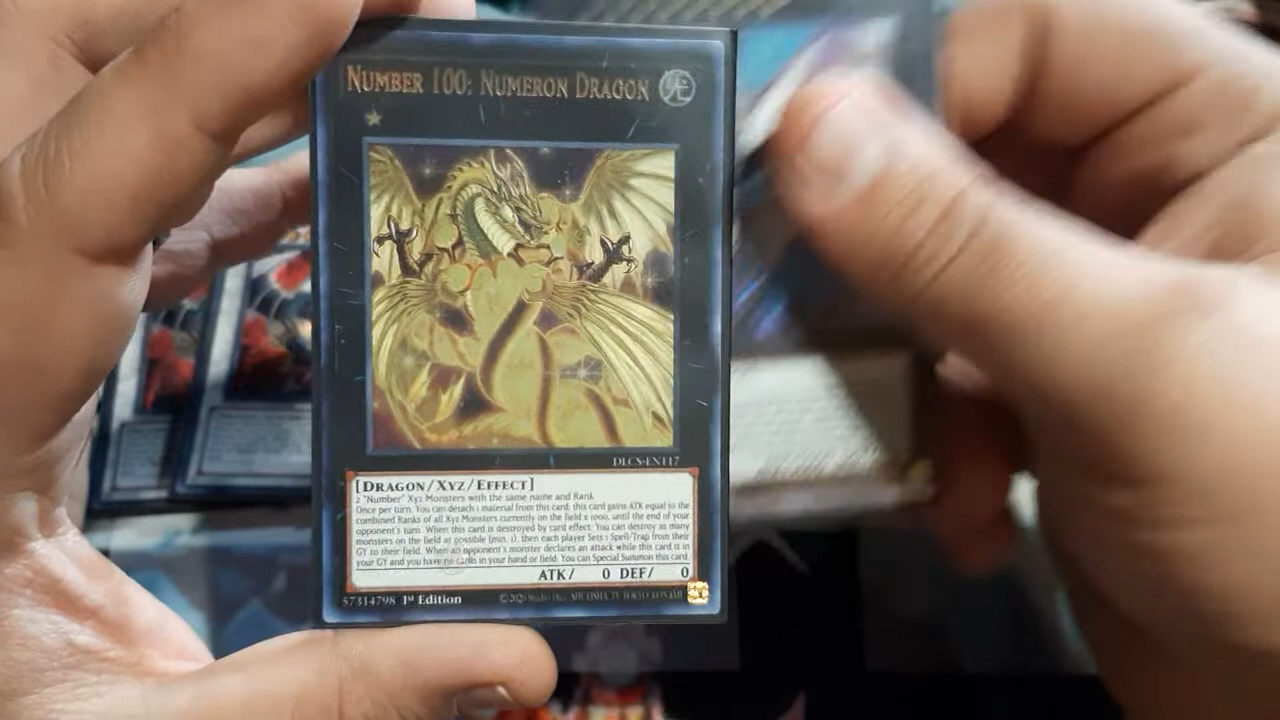 NUMBER 100: NUMERON DRAGON
DLCS-EN117
[DRAGON/XYZ/EFFECT]
2 "Number" Xyz Monsters with the same name and Rank
Once per turn: You can detach 1 material from this card; this card gains ATK equal to the
combined Ranks of all Xyz Monsters currently on the field x 1000, until the end of your
opponent's turn. When this card is destroyed by card effect: You can destroy as many
monsters on the field as possible (min. 1), then each player Sets 1 Spell/Trap from their
GY to their field. When an opponent's monster declares an attack while this card is in
your GY and you have no cards in your hand or field: You can Special Summon this card.
ATK/ 0 DEF/ 0
57314798 1st Edition ©2020 Studio Dice/SHUEISHA, TV TOKYO, KONAMI